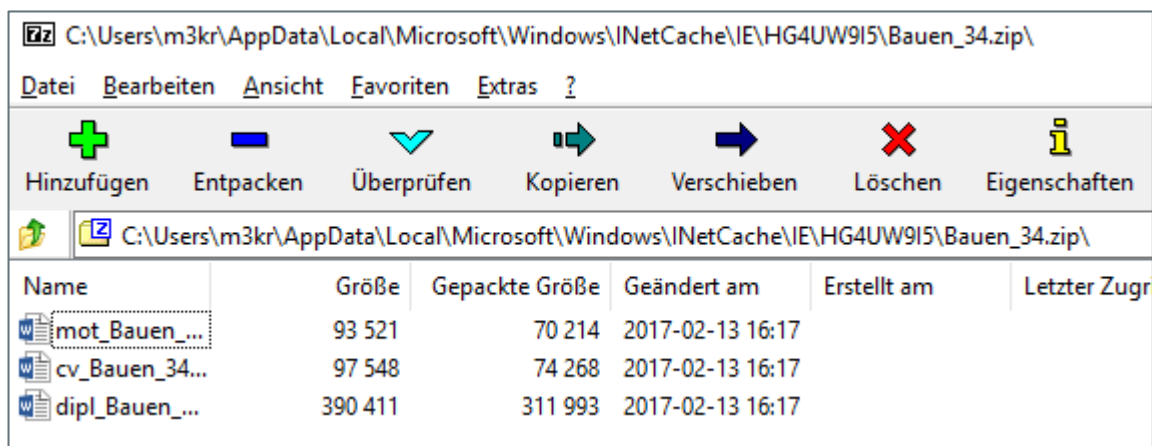 C:\Users\m3kr\AppData\Local\Microsoft\Windows\INetCache\IE\HG4UW9I5\Bauen_34.zip\
Datei Bearbeiten Ansicht Favoriten Extras ?
Hinzufügen Entpacken Überprüfen Kopieren Verschieben Löschen Eigenschaften
C:\Users\m3kr\AppData\Local\Microsoft\Windows\INetCache\IE\HG4UW9I5\Bauen_34.zip\
Name Größe Gepackte Größe Geändert am Erstellt am Letzter Zugri
mot_Bauen_... 93 521 70 214 2017-02-13 16:17
cv_Bauen_34... 97 548 74 268 2017-02-13 16:17
dipl_Bauen_... 390 411 311 993 2017-02-13 16:17